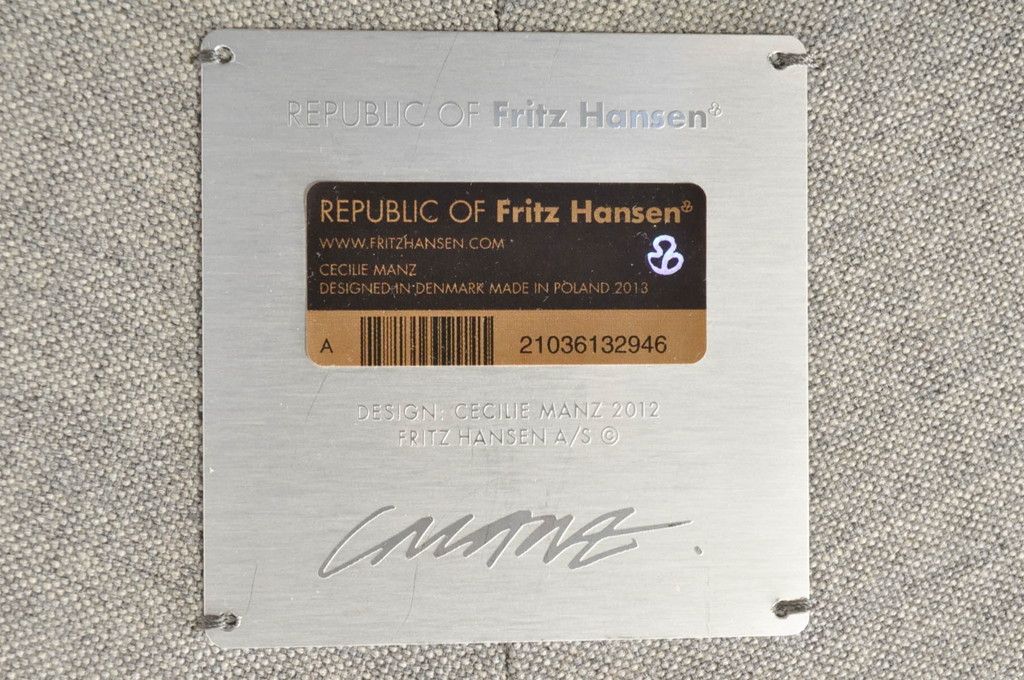 REPUBLIC OF Fritz Hansen
REPUBLIC OF Fritz Hansen
WWW.FRITZHANSEN.COM
CECILIE MANZ
DESIGNED IN DENMARK MADE IN POLAND 2013
A 21036132946
DESIGN: CECILIE MANZ 2012
FRITZ HANSEN A/S ©
CMANZ